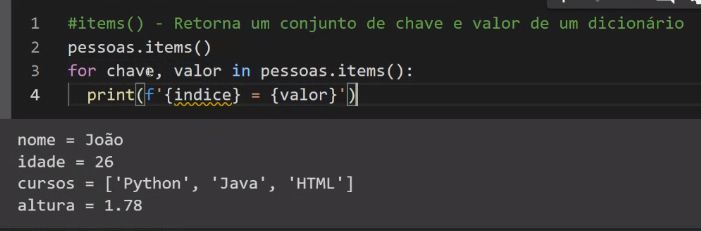 1 #items() - Retorna um conjunto de chave e valor de um dicionário
2 pessoas.items()
3 for chave, valor in pessoas.items():
4 print(f'{indice} = {valor}')
nome = João
idade = 26
cursos = ['Python', 'Java', 'HTML']
altura = 1.78